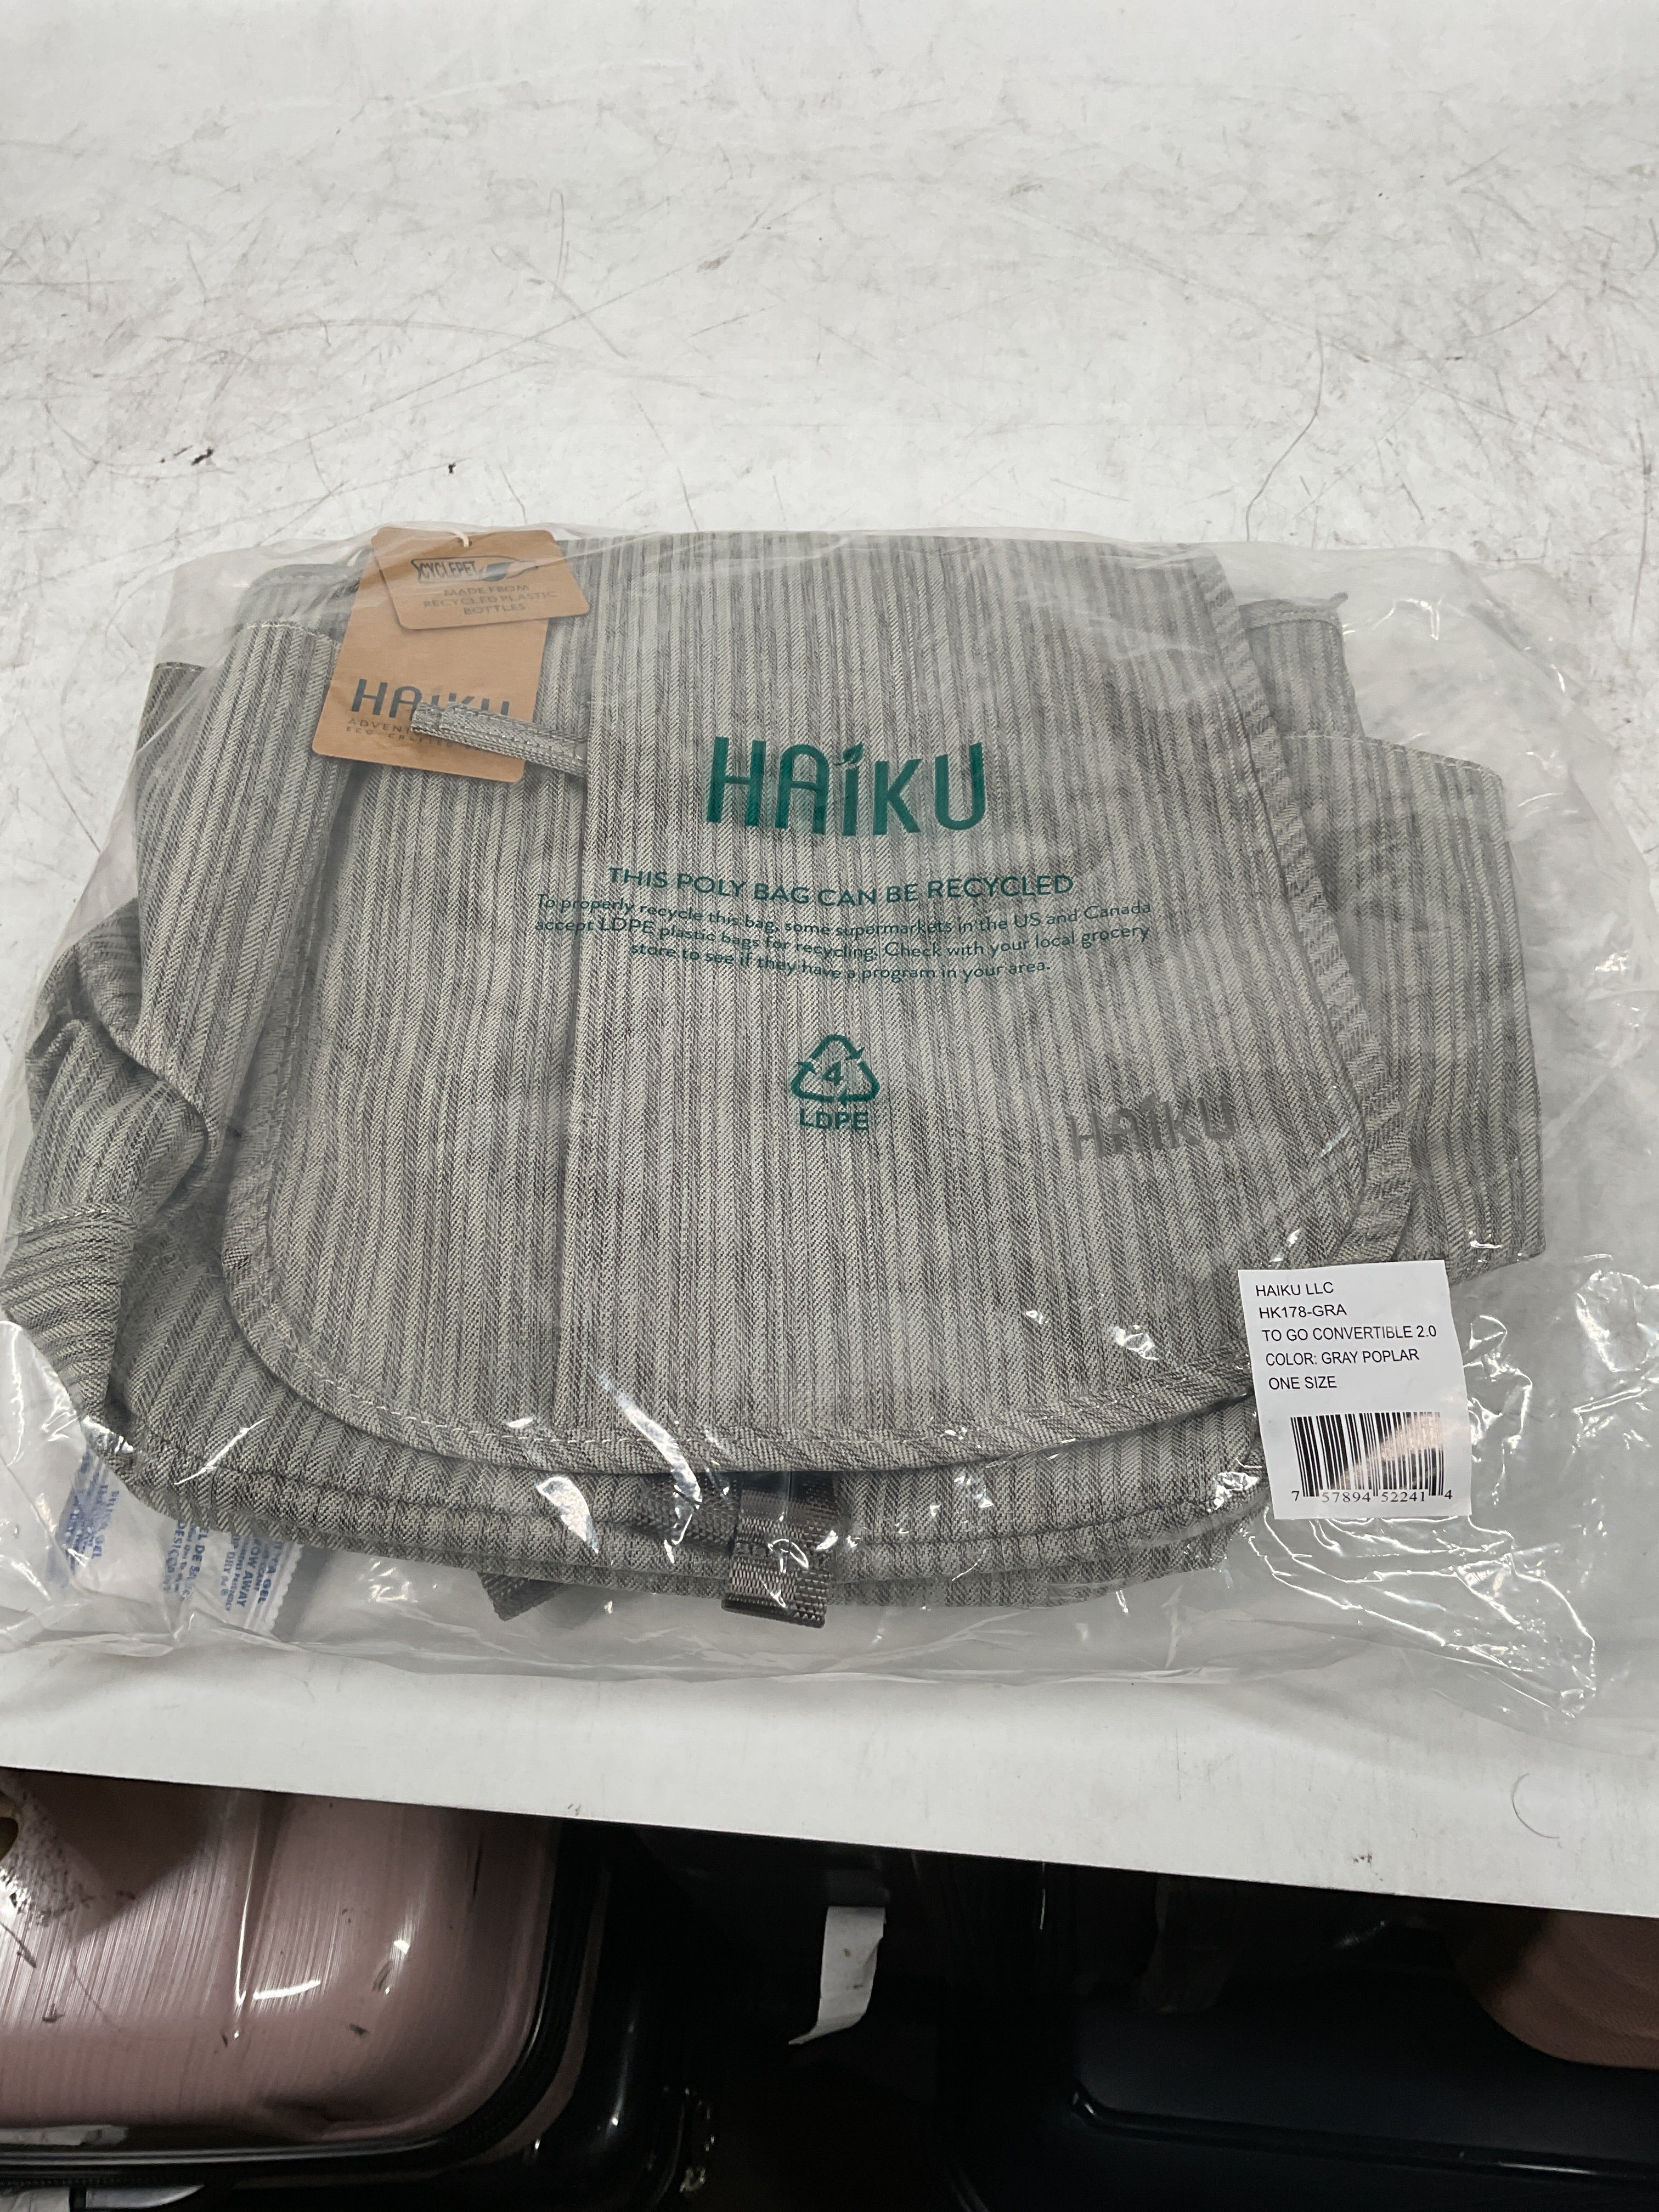 CYCLEPET
MADE FROM
RECYCLED PLASTIC
BOTTLES
HAIKU
ECO-CRAFTED
HAIKU
THIS POLY BAG CAN BE RECYCLED
To properly recycle this bag, some supermarkets in the US and Canada
accept LDPE plastic bags for recycling. Check with your local grocery
store to see if they have a program in your area.
4
LDPE
HAIKU
HAIKU LLC
HK178-GRA
TO GO CONVERTIBLE 2.0
COLOR: GRAY POPLAR
ONE SIZE
7 57894 52241 4